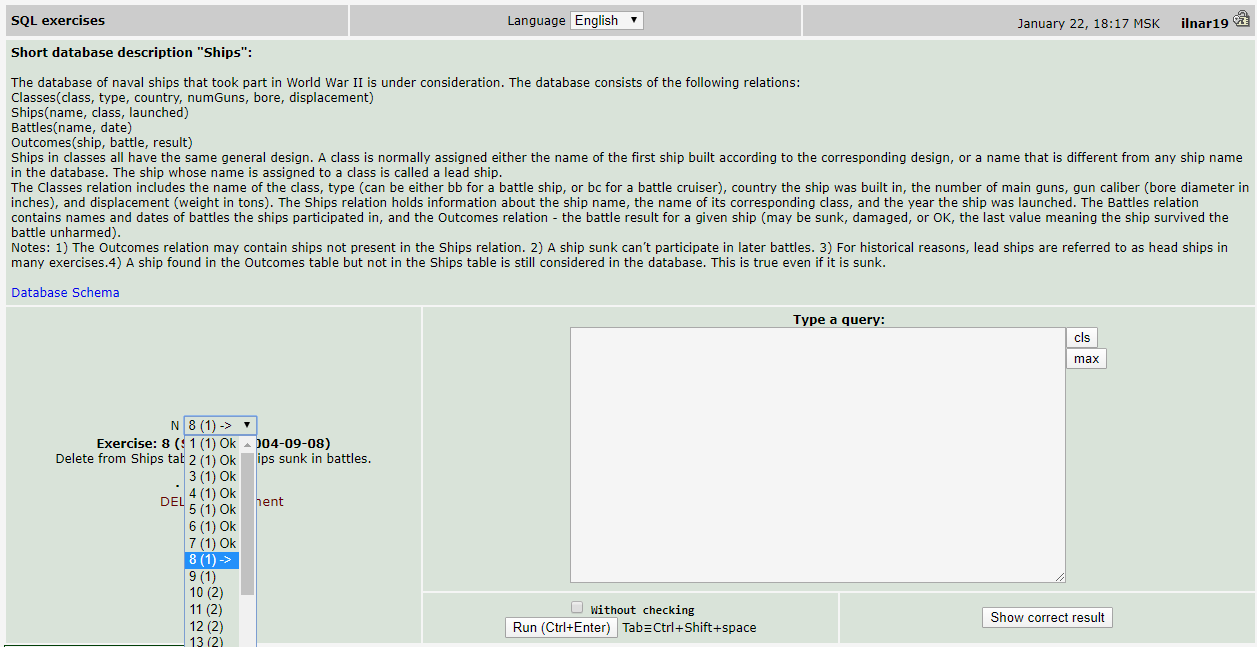 SQL exercises
Language English ▼
January 22, 18:17 MSK ilnar19
Short database description "Ships":
The database of naval ships that took part in World War II is under consideration. The database consists of the following relations:
Classes(class, type, country, numGuns, bore, displacement)
Ships(name, class, launched)
Battles(name, date)
Outcomes(ship, battle, result)
Ships in classes all have the same general design. A class is normally assigned either the name of the first ship built according to the corresponding design, or a name that is different from any ship name
in the database. The ship whose name is assigned to a class is called a lead ship.
The Classes relation includes the name of the class, type (can be either bb for a battle ship, or bc for a battle cruiser), country the ship was built in, the number of main guns, gun caliber (bore diameter in
inches), and displacement (weight in tons). The Ships relation holds information about the ship name, the name of its corresponding class, and the year the ship was launched. The Battles relation
contains names and dates of battles the ships participated in, and the Outcomes relation - the battle result for a given ship (may be sunk, damaged, or OK, the last value meaning the ship survived the
battle unharmed).
Notes: 1) The Outcomes relation may contain ships not present in the Ships relation. 2) A ship sunk can't participate in later battles. 3) For historical reasons, lead ships are referred to as head ships in
many exercises.4) A ship found in the Outcomes table but not in the Ships table is still considered in the database. This is true even if it is sunk.
Database Schema
N 8 (1) -> ▼
Exercise: 8 (S 004-09-08)
Delete from Ships tab ips sunk in battles.
DEL ent
1 (1) Ok
2 (1) Ok
3 (1) Ok
4 (1) Ok
5 (1) Ok
6 (1) Ok
7 (1) Ok
8 (1) ->
9 (1)
10 (2)
11 (2)
12 (2)
13 (2)
Type a query:
cls
max
Without checking
Run (Ctrl+Enter) Tab≡Ctrl+Shift+space
Show correct result